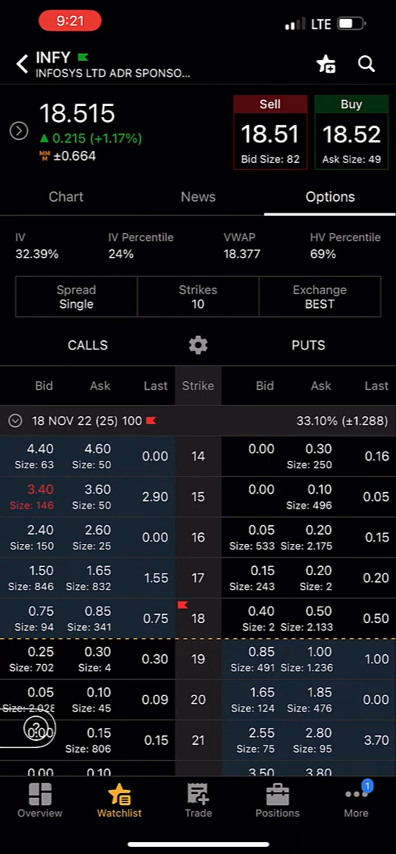 9:21 LTE
INFY
INFOSYS LTD ADR SPONSO...
18.515
0.215 (+1.17%)
MM
M ±0.664
Sell Buy
18.51 18.52
Bid Size: 82 Ask Size: 49
Chart News Options
IV IV Percentile VWAP HV Percentile
32.39% 24% 18.377 69%
Spread Strikes Exchange
Single 10 BEST
CALLS PUTS
Bid Ask Last Strike Bid Ask Last
18 NOV 22 (25) 100 33.10% (±1.288)
4.40 4.60 0.00 14 0.00 0.30 0.16
Size: 63 Size: 50 Size: 250
3.40 3.60 2.90 15 0.00 0.10 0.05
Size: 146 Size: 50 Size: 496
2.40 2.60 0.00 16 0.05 0.20 0.15
Size: 150 Size: 25 Size: 533 Size: 2.175
1.50 1.65 1.55 17 0.15 0.20 0.20
Size: 846 Size: 832 Size: 243 Size: 2
0.75 0.85 0.75 18 0.40 0.50 0.50
Size: 94 Size: 341 Size: 2 Size: 2.133
0.25 0.30 0.30 19 0.85 1.00 1.00
Size: 702 Size: 4 Size: 491 Size: 1.236
0.05 0.10 0.09 20 1.65 1.85 0.00
Size: 2.028 Size: 45 Size: 124 Size: 476
0.00 0.15 0.15 21 2.55 2.80 3.70
? Size: 806 Size: 75 Size: 95
0.00 0.10 3.50 3.80
1
Overview Watchlist Trade Positions More